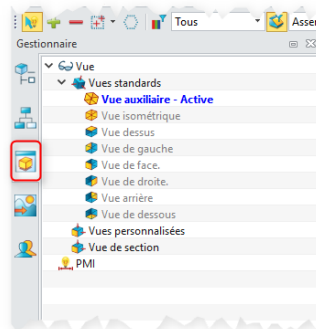 Tous
Asse
Gestionnaire
Vue
Vues standards
Vue auxiliaire - Active
Vue isométrique
Vue dessus
Vue de gauche
Vue de face.
Vue de droite.
Vue arrière
Vue de dessous
Vues personnalisées
Vue de section
PMI